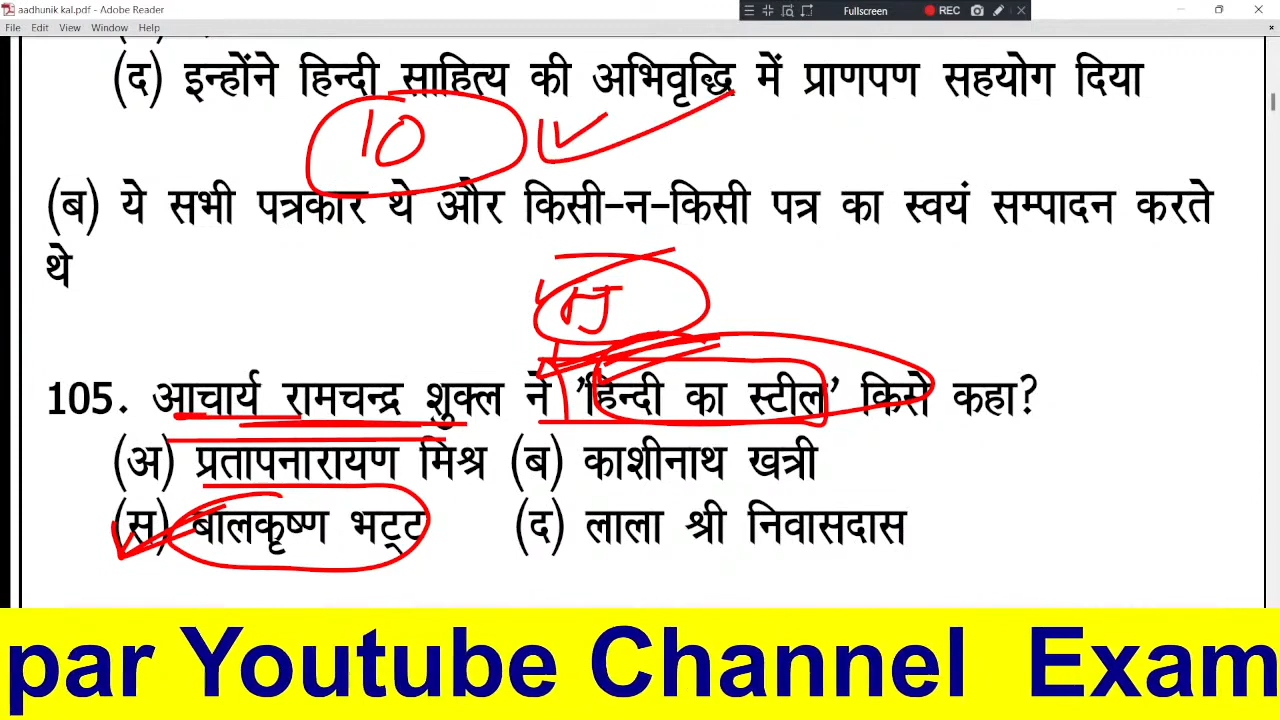 aadhunik kal.pdf - Adobe Reader
Fullscreen
REC
File Edit View Window Help
(द) इन्होंने हिन्दी साहित्य की अभिवृद्धि में प्राणपण सहयोग दिया
10
(ब) ये सभी पत्रकार थे और किसी-न-किसी पत्र का स्वयं सम्पादन करते
थे
105. आचार्य रामचन्द्र शुक्ल ने 'हिन्दी का स्टील' किसे कहा?
(अ) प्रतापनारायण मिश्र (ब) काशीनाथ खत्री
(स) बालकृष्ण भट्ट (द) लाला श्री निवासदास
par Youtube Channel Exam